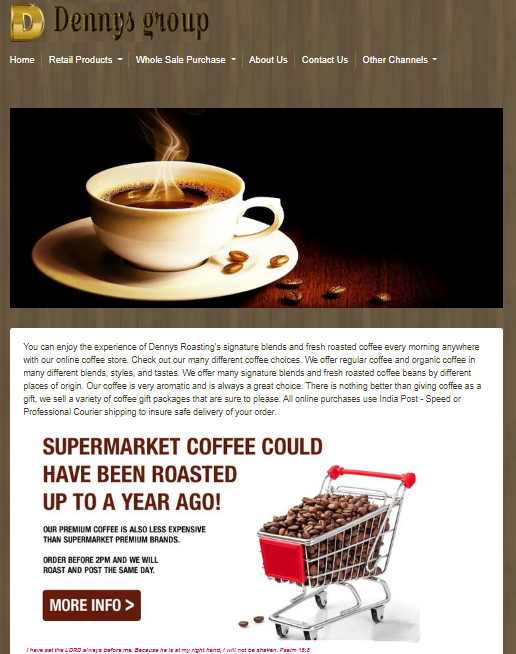 Dennys group
Home
Retail Products
Whole Sale Purchase
About Us
Contact Us
Other Channels
You can enjoy the experience of Dennys Roasting's signature blends and fresh roasted coffee every morning anywhere
with our online coffee store. Check out our many different coffee choices. We offer regular coffee and organic coffee in
many different blends, styles, and tastes. We offer many signature blends and fresh roasted coffee beans by different
places of origin. Our coffee is very aromatic and is always a great choice. There is nothing better than giving coffee as a
gift, we sell a variety of coffee gift packages that are sure to please. All online purchases use India Post - Speed or
Professional Courier shipping to insure safe delivery of your order.
SUPERMARKET COFFEE COULD
HAVE BEEN ROASTED
UP TO A YEAR AGO!
OUR PREMIUM COFFEE IS ALSO LESS EXPENSIVE
THAN SUPERMARKET PREMIUM BRANDS.
ORDER BEFORE 2PM AND WE WILL
ROAST AND POST THE SAME DAY.
MORE INFO >
I have set the LORD always before me. Because he is at my right hand, I will not be shaken. Psalm 16:8